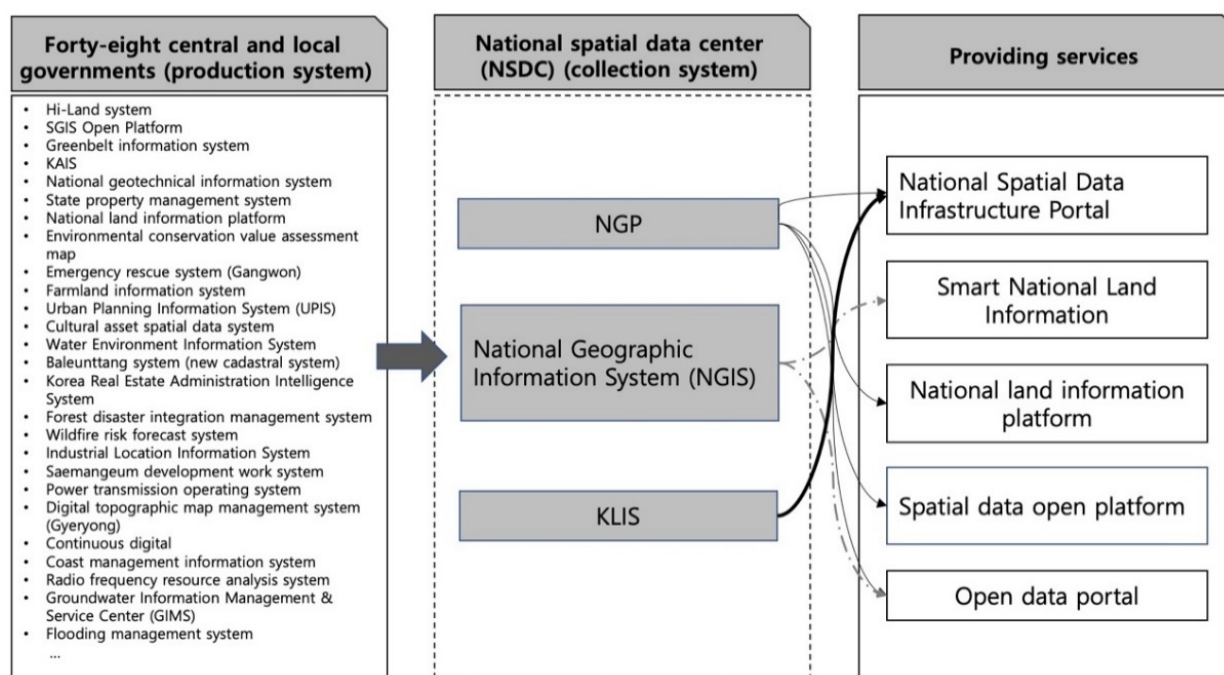 Forty-eight central and local
governments (production system)
• Hi-Land system
• SGIS Open Platform
• Greenbelt information system
• KAIS
• National geotechnical information system
• State property management system
• National land information platform
• Environmental conservation value assessment
map
• Emergency rescue system (Gangwon)
• Farmland information system
• Urban Planning Information System (UPIS)
• Cultural asset spatial data system
• Water Environment Information System
• Baleunttang system (new cadastral system)
• Korea Real Estate Administration Intelligence
System
• Forest disaster integration management system
• Wildfire risk forecast system
• Industrial Location Information System
• Saemangeum development work system
• Power transmission operating system
• Digital topographic map management system
(Gyeryong)
• Continuous digital
• Coast management information system
• Radio frequency resource analysis system
• Groundwater Information Management &
Service Center (GIMS)
• Flooding management system
...
National spatial data center
(NSDC) (collection system)
NGP
National Geographic
Information System (NGIS)
KLIS
Providing services
National Spatial Data
Infrastructure Portal
Smart National Land
Information
National land information
platform
Spatial data open platform
Open data portal